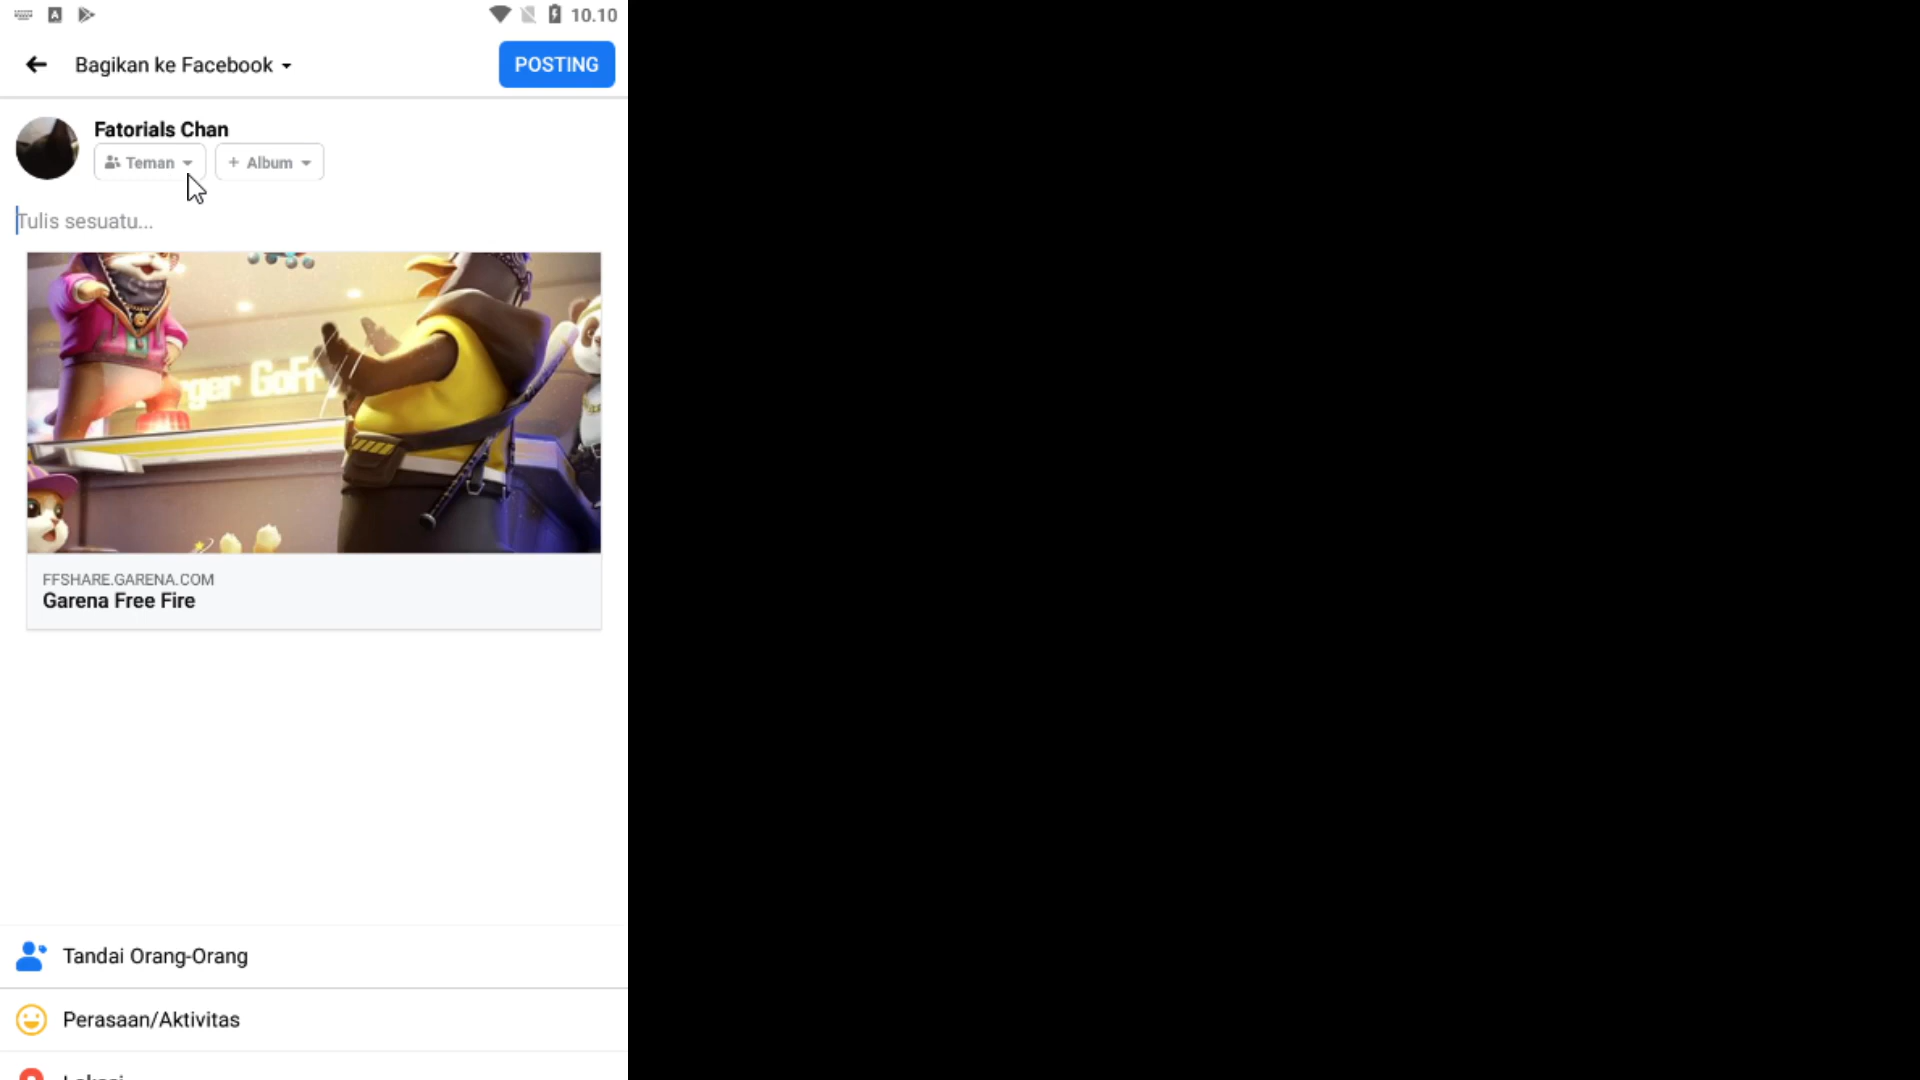 10.10
Bagikan ke Facebook
POSTING
Fatorials Chan
Teman
+ Album
Tulis sesuatu...
FFSHARE.GARENA.COM
Garena Free Fire
Tandai Orang-Orang
Perasaan/Aktivitas